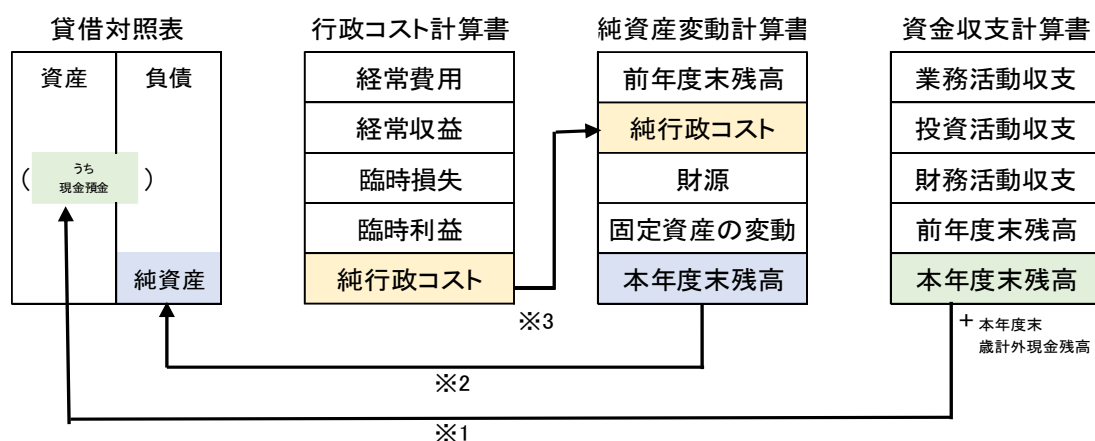 貸借対照表
資産
負債
(
うち
現金預金
)
純資産
行政コスト計算書
経常費用
経常収益
臨時損失
臨時利益
純行政コスト
純資産変動計算書
前年度末残高
純行政コスト
財源
固定資産の変動
本年度末残高
資金収支計算書
業務活動収支
投資活動収支
財務活動収支
前年度末残高
本年度末残高
+ 本年度末
歳計外現金残高
※3
※2
※1